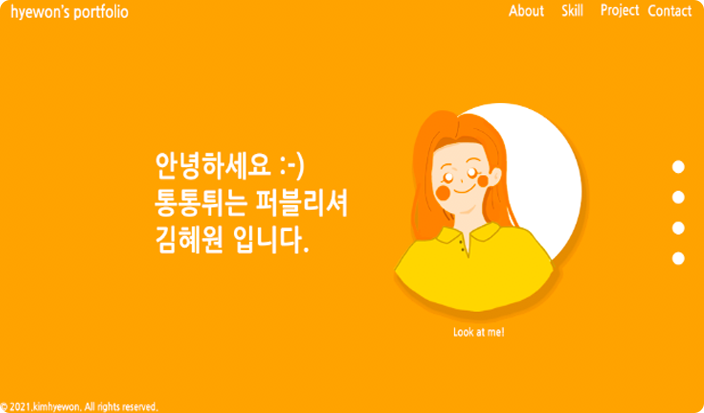 hyewon's portfolio
About Skill Project Contact
안녕하세요 :-)
통통튀는 퍼블리셔
김혜원 입니다.
Look at me!
© 2021.kimhyewon. All rights reserved.